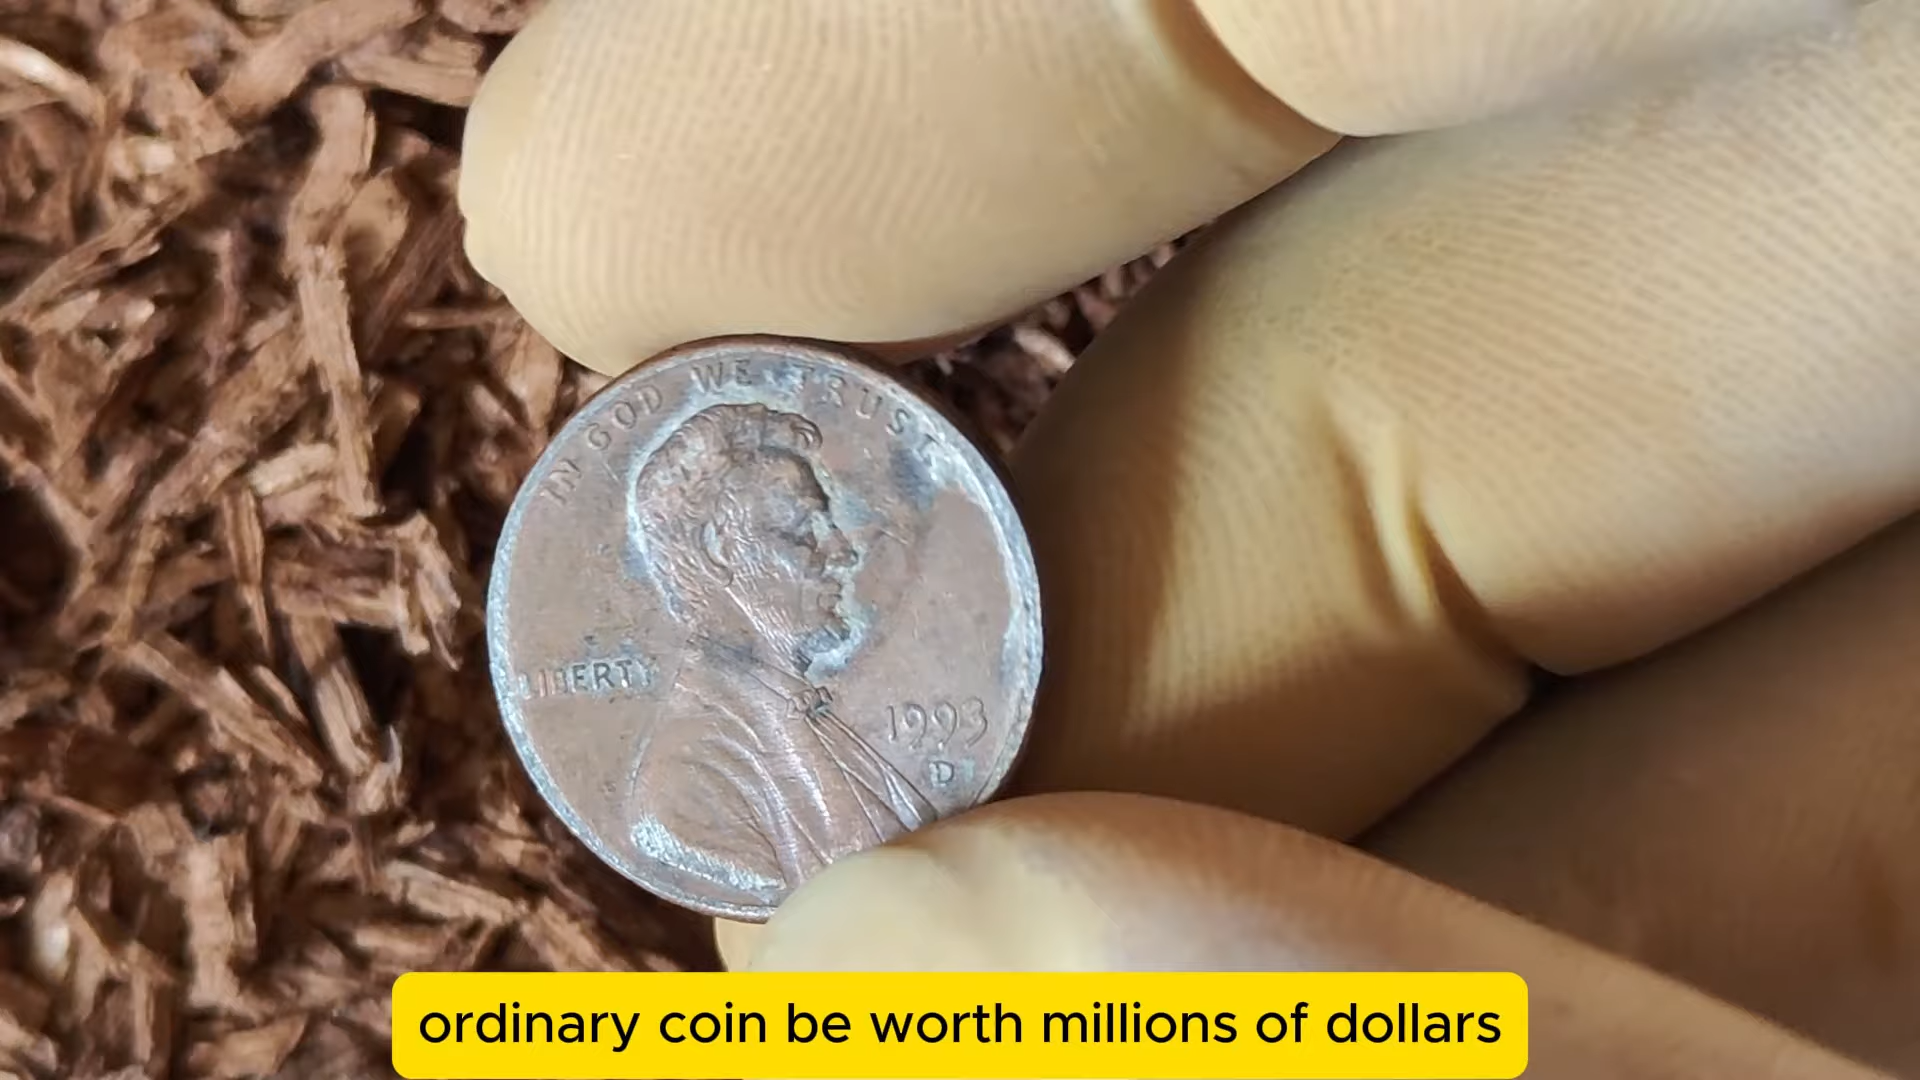 IN GOD WE TRUST
LIBERTY
1993
D
ordinary coin be worth millions of dollars